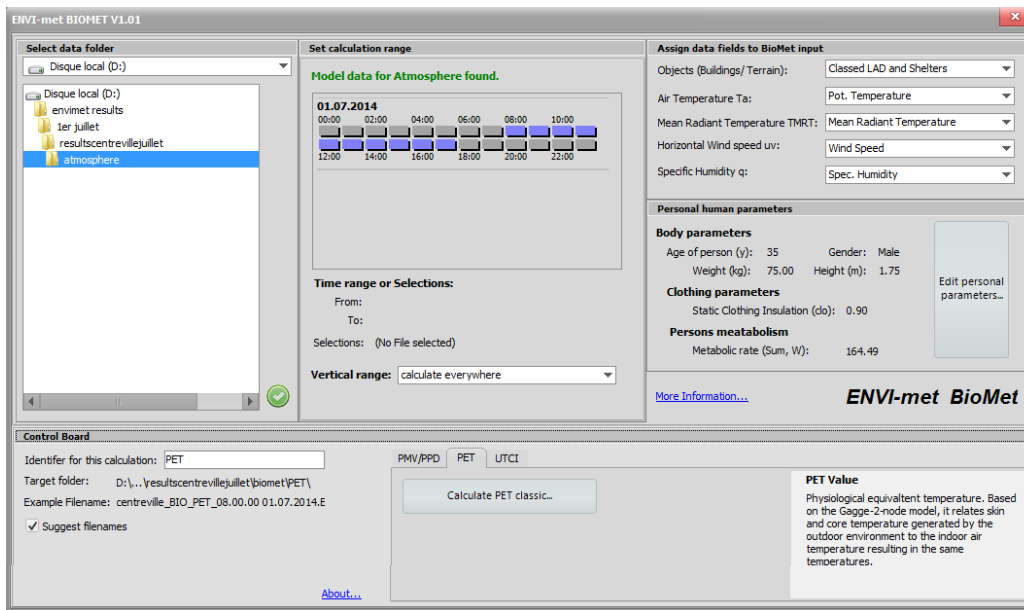 ENVI-met BIOMET V1.01
Select data folder
Disque local (D:)
Disque local (D:)
envimet results
1er juillet
resultscentrevillejuillet
atmosphere
Set calculation range
Model data for Atmosphere found.
01.07.2014
00:00 02:00 04:00 06:00 08:00 10:00
12:00 14:00 16:00 18:00 20:00 22:00
Time range or Selections:
From:
To:
Selections: (No File selected)
Vertical range: calculate everywhere
Assign data fields to BioMet input
Objects (Buildings/ Terrain): Classed LAD and Shelters
Air Temperature Ta: Pot. Temperature
Mean Radiant Temperature TMRT: Mean Radiant Temperature
Horizontal Wind speed uv: Wind Speed
Specific Humidity q: Spec. Humidity
Personal human parameters
Body parameters
Age of person (y): 35 Gender: Male
Weight (kg): 75.00 Height (m): 1.75
Clothing parameters
Static Clothing Insulation (clo): 0.90
Persons meatabolism
Metabolic rate (Sum, W): 164.49
Edit personal
parameters...
More Information... ENVI-met BioMet
Control Board
Identifer for this calculation: PET
Target folder: D:\...\resultscentrevillejuillet\biomet\PET\
Example Filename: centreville_BIO_PET_08.00.00 01.07.2014.E
Suggest filenames
About...
PMV/PPD PET UTCI
Calculate PET classic...
PET Value
Physiological equivaltent temperature. Based
on the Gagge-2-node model, it relates skin
and core temperature generated by the
outdoor environment to the indoor air
temperature resulting in the same
temperatures.